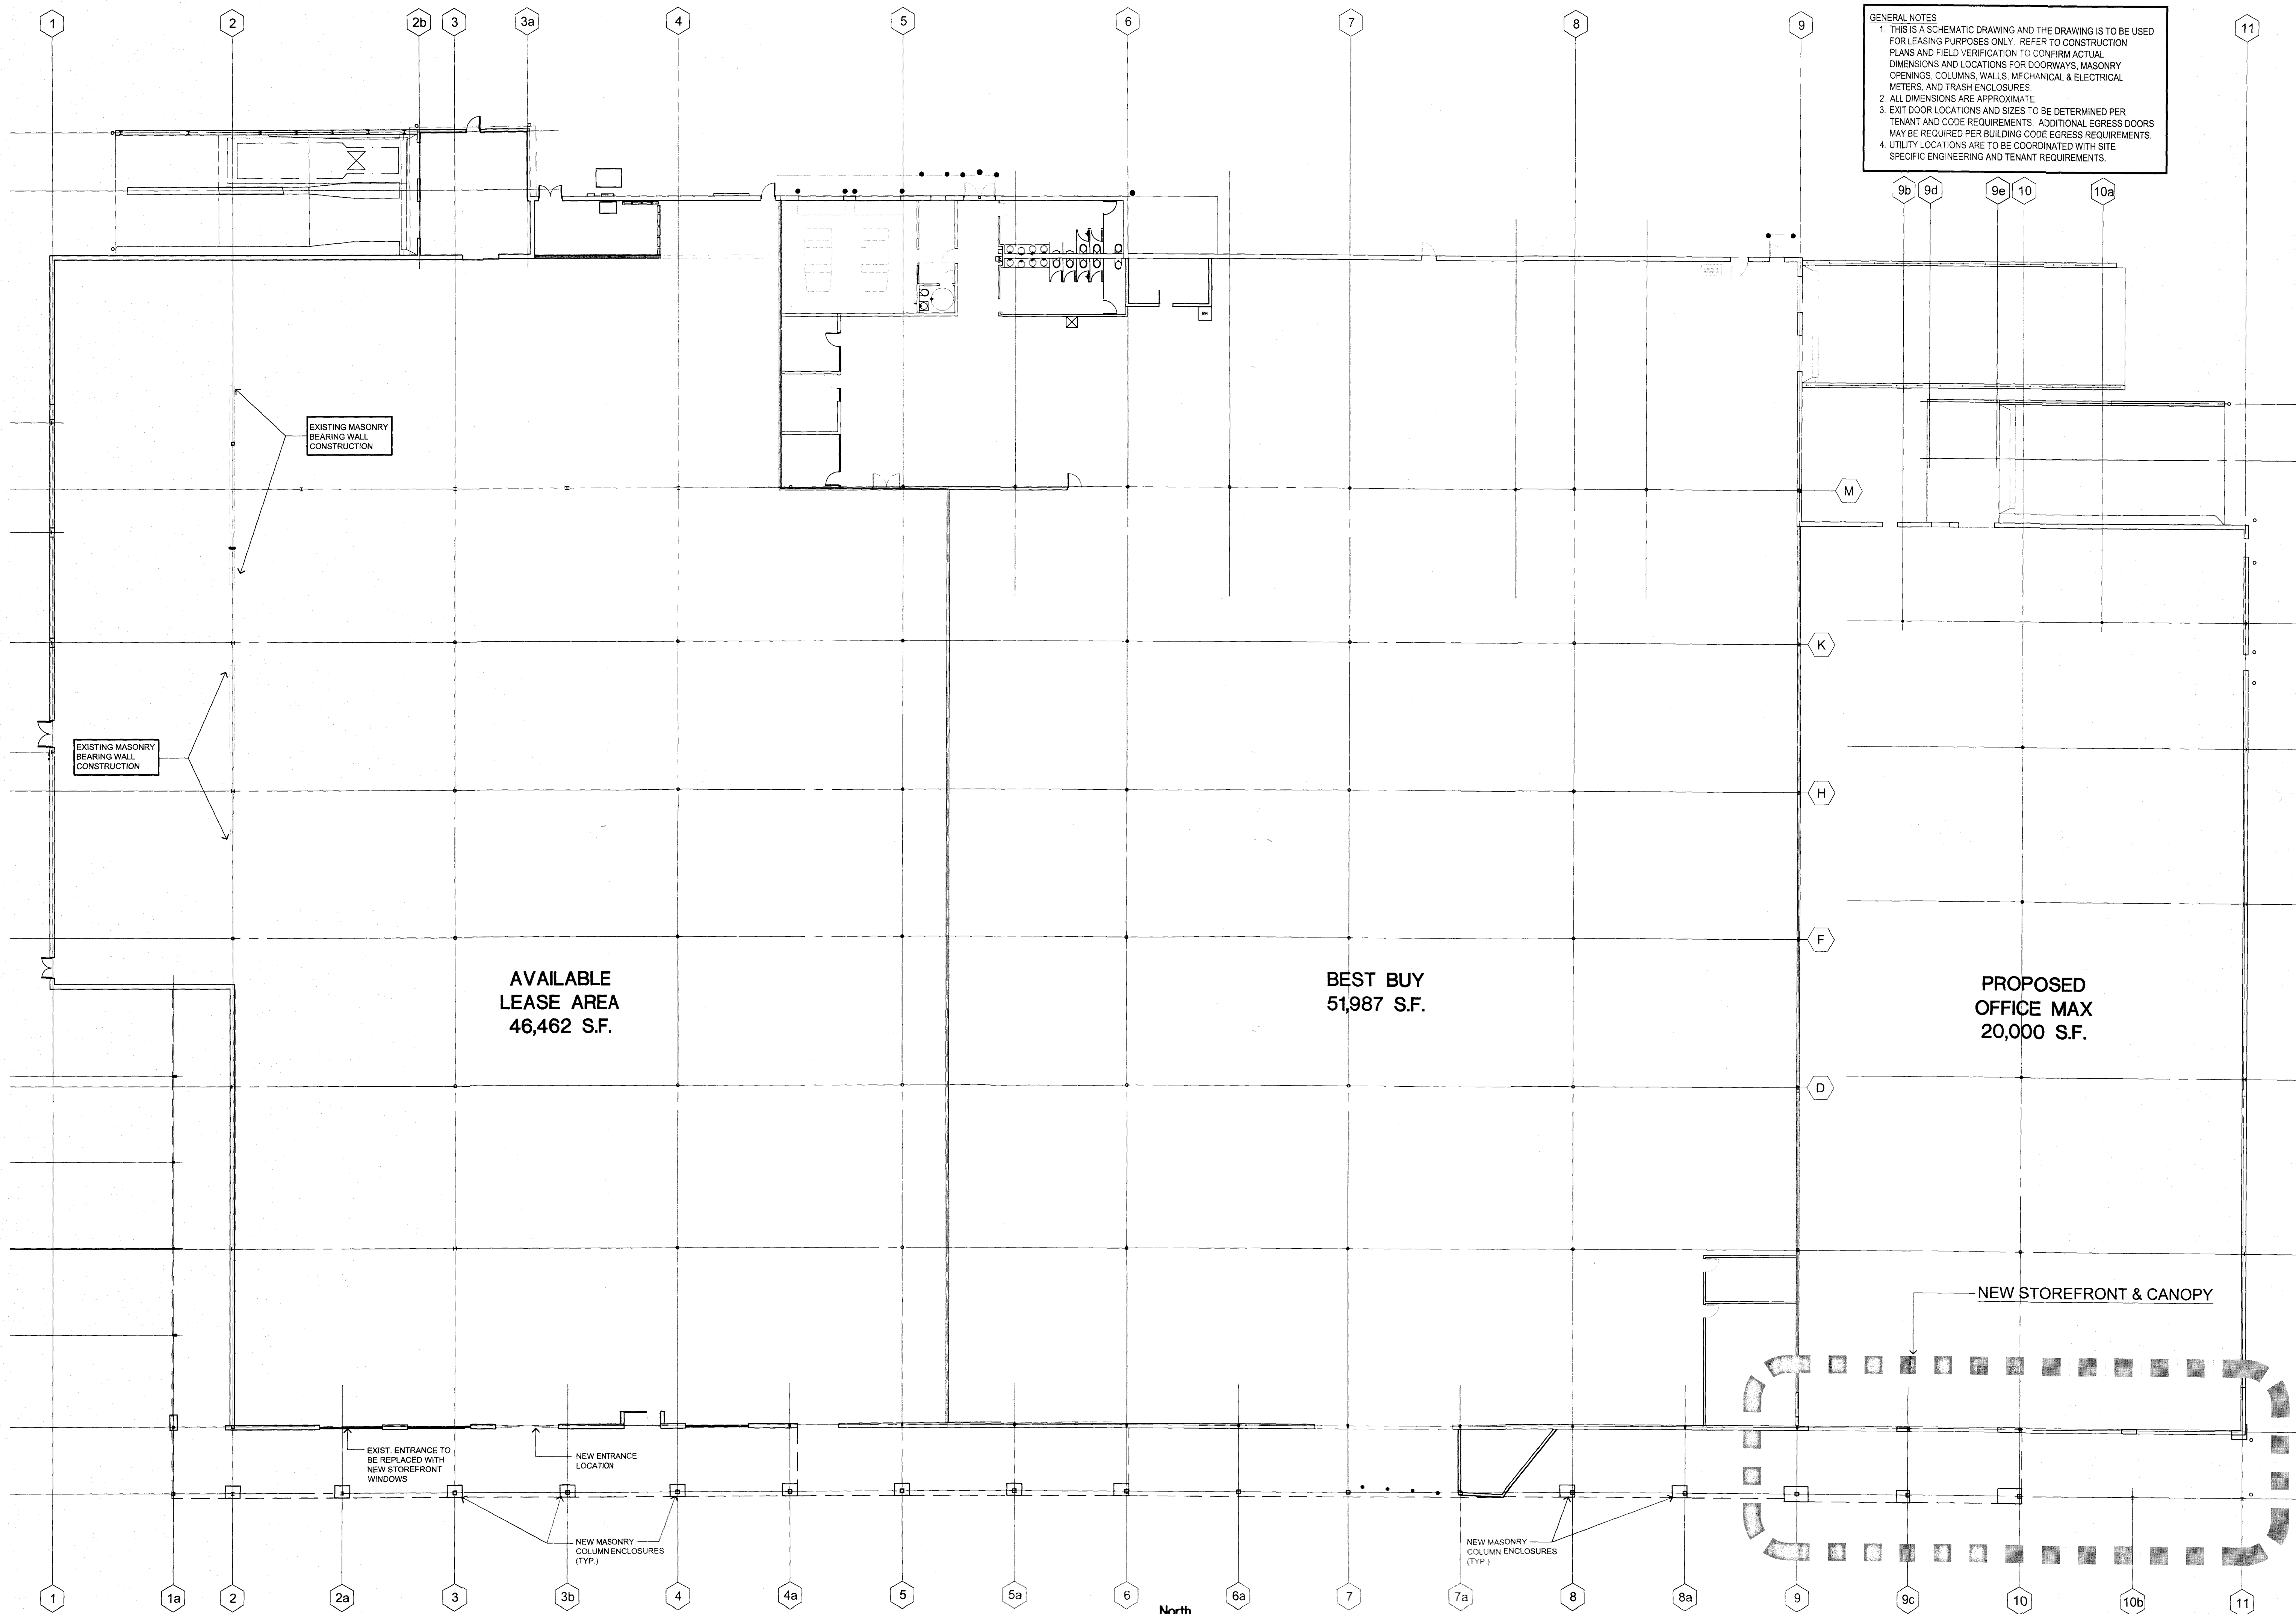 1 2 2b 3 3a 4 5 6 7 8 9 11
GENERAL NOTES
1. THIS IS A SCHEMATIC DRAWING AND THE DRAWING IS TO BE USED
FOR LEASING PURPOSES ONLY. REFER TO CONSTRUCTION
PLANS AND FIELD VERIFICATION TO CONFIRM ACTUAL
DIMENSIONS AND LOCATIONS FOR DOORWAYS, MASONRY
OPENINGS, COLUMNS, WALLS, MECHANICAL & ELECTRICAL
METERS, AND TRASH ENCLOSURES.
2. ALL DIMENSIONS ARE APPROXIMATE.
3. EXIT DOOR LOCATIONS AND SIZES TO BE DETERMINED PER
TENANT AND CODE REQUIREMENTS. ADDITIONAL EGRESS DOORS
MAY BE REQUIRED PER BUILDING CODE EGRESS REQUIREMENTS.
4. UTILITY LOCATIONS ARE TO BE COORDINATED WITH SITE
SPECIFIC ENGINEERING AND TENANT REQUIREMENTS.
9b 9d 9e 10 10a
EXISTING MASONRY
BEARING WALL
CONSTRUCTION
M
K
EXISTING MASONRY
BEARING WALL
CONSTRUCTION
H
F
AVAILABLE
LEASE AREA
46,462 S.F.
BEST BUY
51,987 S.F.
PROPOSED
OFFICE MAX
20,000 S.F.
D
NEW STOREFRONT & CANOPY
EXIST. ENTRANCE TO
BE REPLACED WITH
NEW STOREFRONT
WINDOWS
NEW ENTRANCE
LOCATION
NEW MASONRY
COLUMN ENCLOSURES
(TYP.)
NEW MASONRY
COLUMN ENCLOSURES
(TYP.)
1 1a 2 2a 3 3b 4 4a 5 5a 6 6a 7 7a 8 8a 9 9c 10 10b 11
North